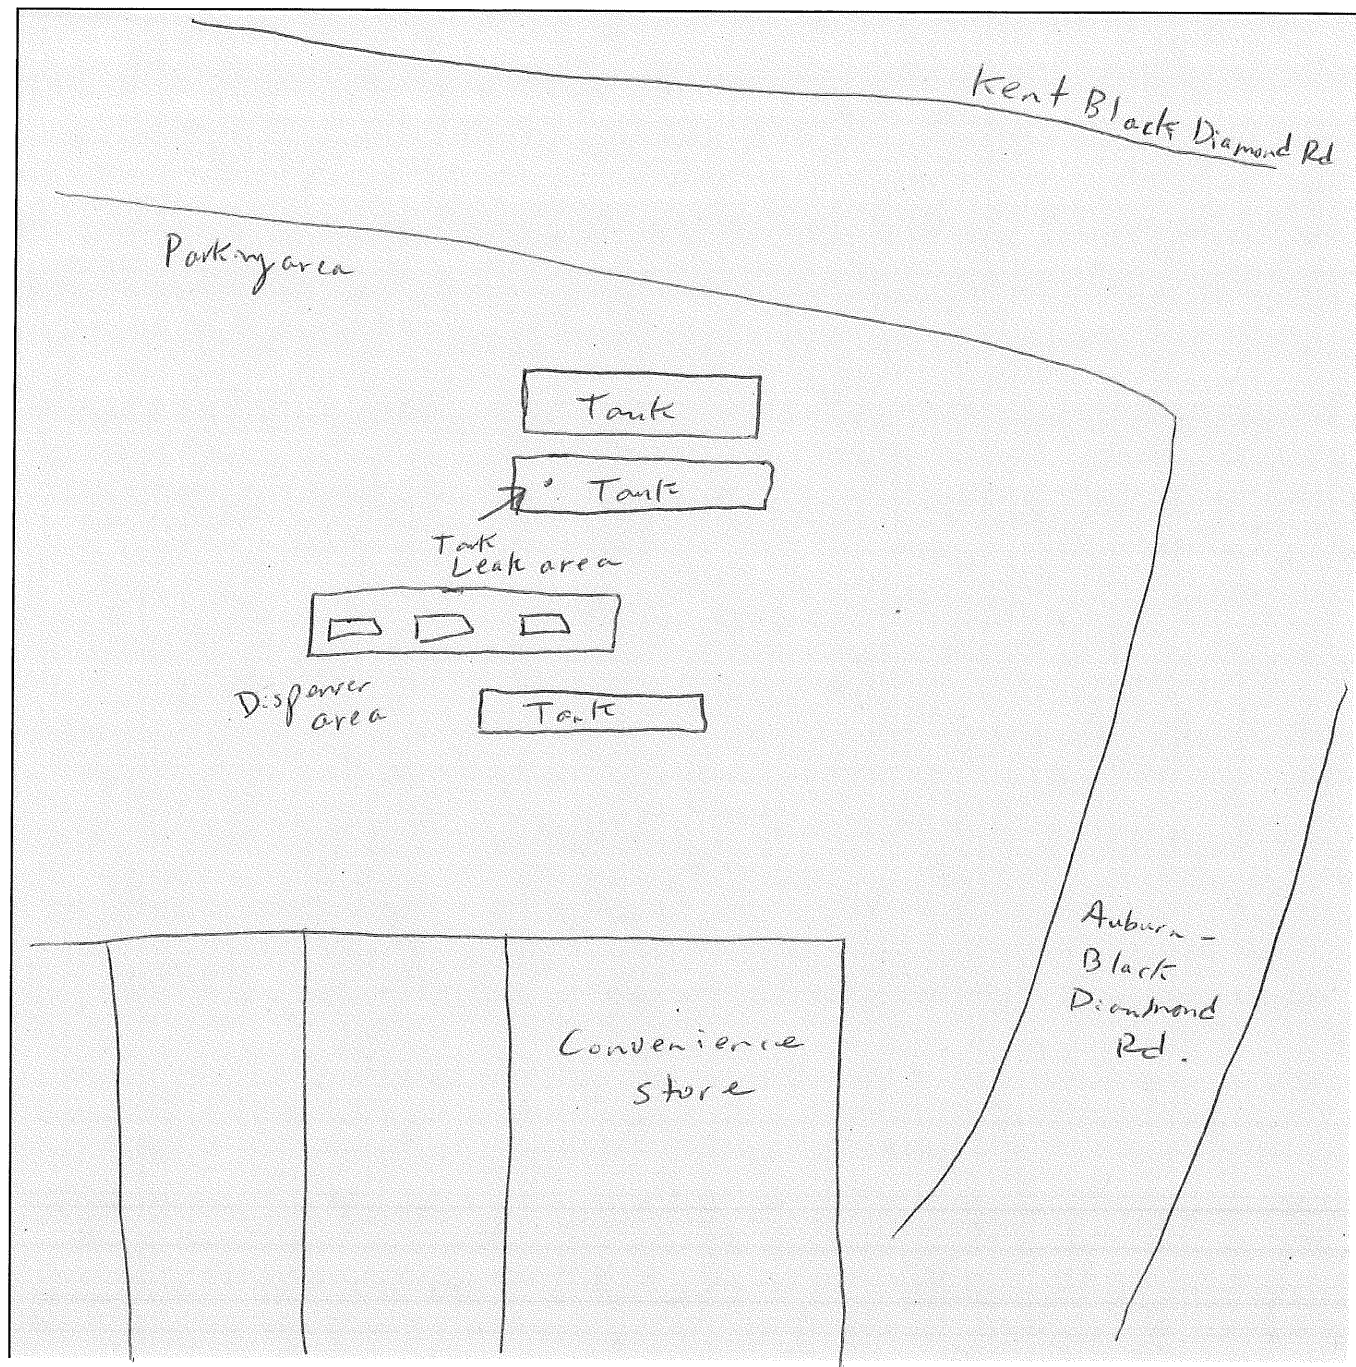 Kent Black Diamond Rd
Parking area
Tank
Tank
Tank
Leak area
Dispenser
area
Tank
Auburn -
Black
Diamond
Rd.
Convenience
store